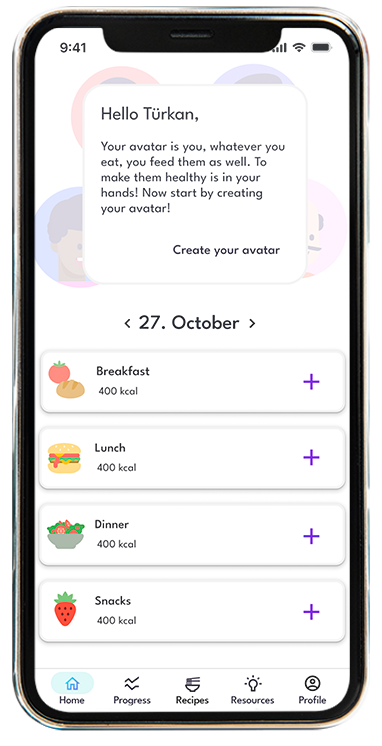 9:41
Hello Türkan,
Your avatar is you, whatever you
eat, you feed them as well. To
make them healthy is in your
hands! Now start by creating
your avatar!
Create your avatar
< 27. October >
Breakfast
400 kcal
Lunch
400 kcal
Dinner
400 kcal
Snacks
400 kcal
Home Progress Recipes Resources Profile